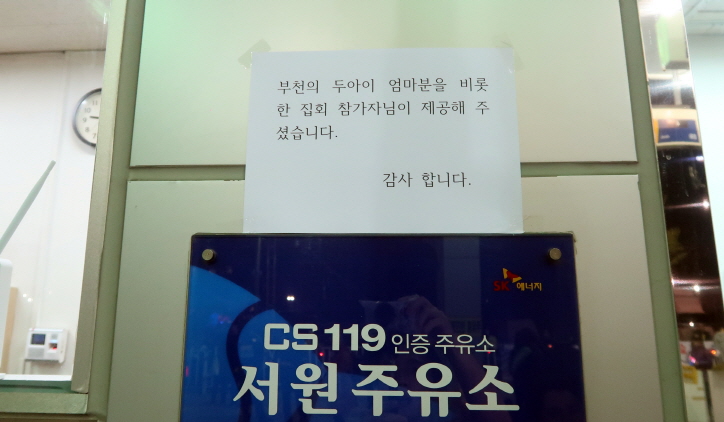 부천의 두아이 엄마분을 비롯
한 집회 참가자님이 제공해 주
셨습니다.
감사 합니다.
SK 에너지
CS119 인증 주유소
서원주유소